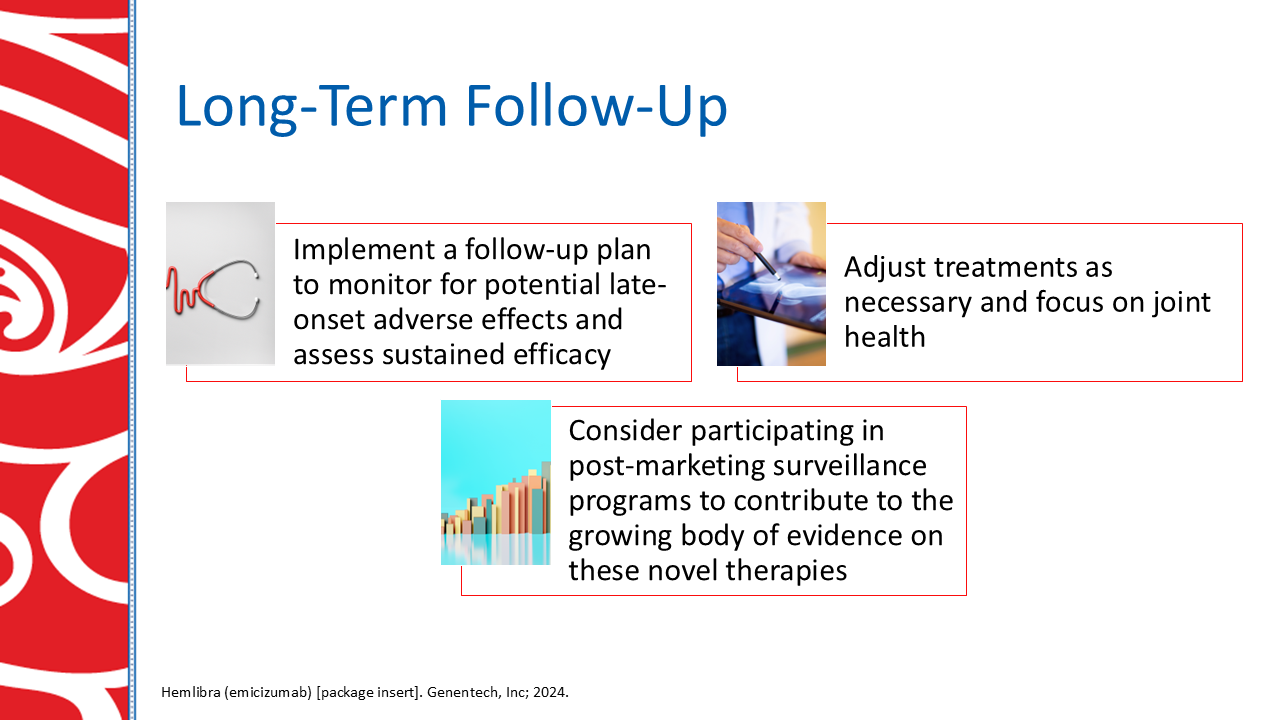 Long-Term Follow-Up
Implement a follow-up plan
to monitor for potential late-
onset adverse effects and
assess sustained efficacy
Adjust treatments as
necessary and focus on joint
health
Consider participating in
post-marketing surveillance
programs to contribute to the
growing body of evidence on
these novel therapies
Hemlibra (emicizumab) [package insert]. Genentech, Inc; 2024.